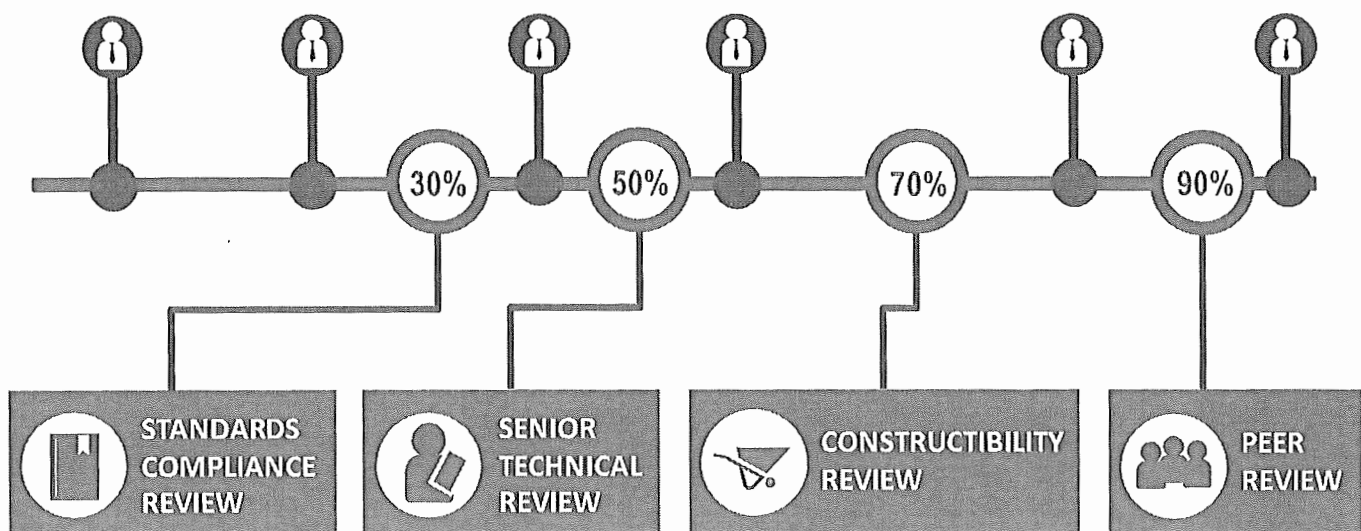 30%
50%
70%
90%
STANDARDS
COMPLIANCE
REVIEW
SENIOR
TECHNICAL
REVIEW
CONSTRUCTIBILITY
REVIEW
PEER
REVIEW